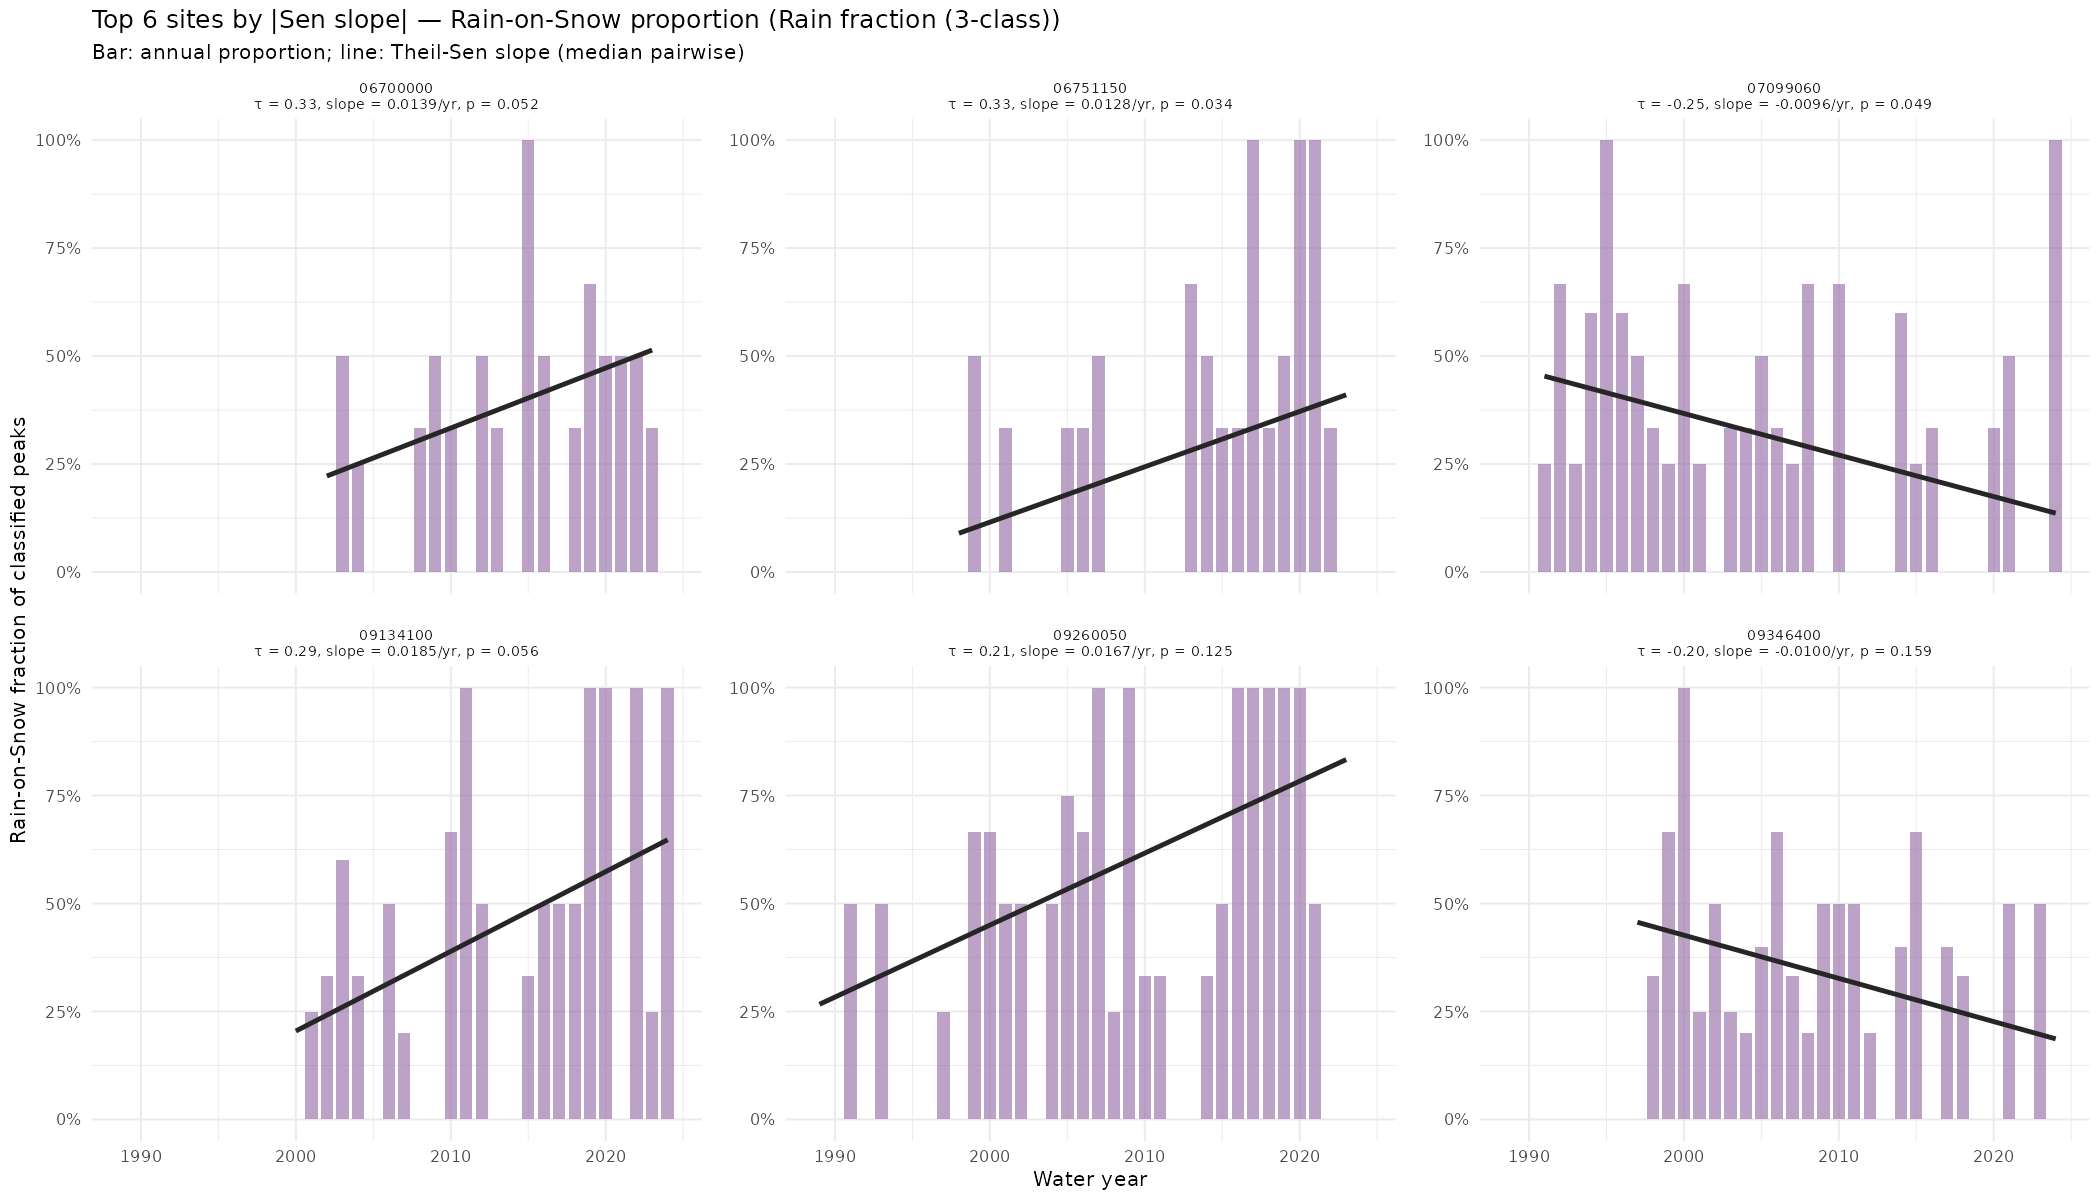 Top 6 sites by |Sen slope| — Rain-on-Snow proportion (Rain fraction (3-class))
Bar: annual proportion; line: Theil-Sen slope (median pairwise)
06700000
τ = 0.33, slope = 0.0139/yr, p = 0.052
06751150
τ = 0.33, slope = 0.0128/yr, p = 0.034
07099060
τ = -0.25, slope = -0.0096/yr, p = 0.049
100%
75%
50%
25%
0%
100%
75%
50%
25%
0%
100%
75%
50%
25%
0%
Rain-on-Snow fraction of classified peaks
09134100
τ = 0.29, slope = 0.0185/yr, p = 0.056
09260050
τ = 0.21, slope = 0.0167/yr, p = 0.125
09346400
τ = -0.20, slope = -0.0100/yr, p = 0.159
100%
75%
50%
25%
0%
100%
75%
50%
25%
0%
100%
75%
50%
25%
0%
1990 2000 2010 2020
1990 2000 2010 2020
1990 2000 2010 2020
Water year